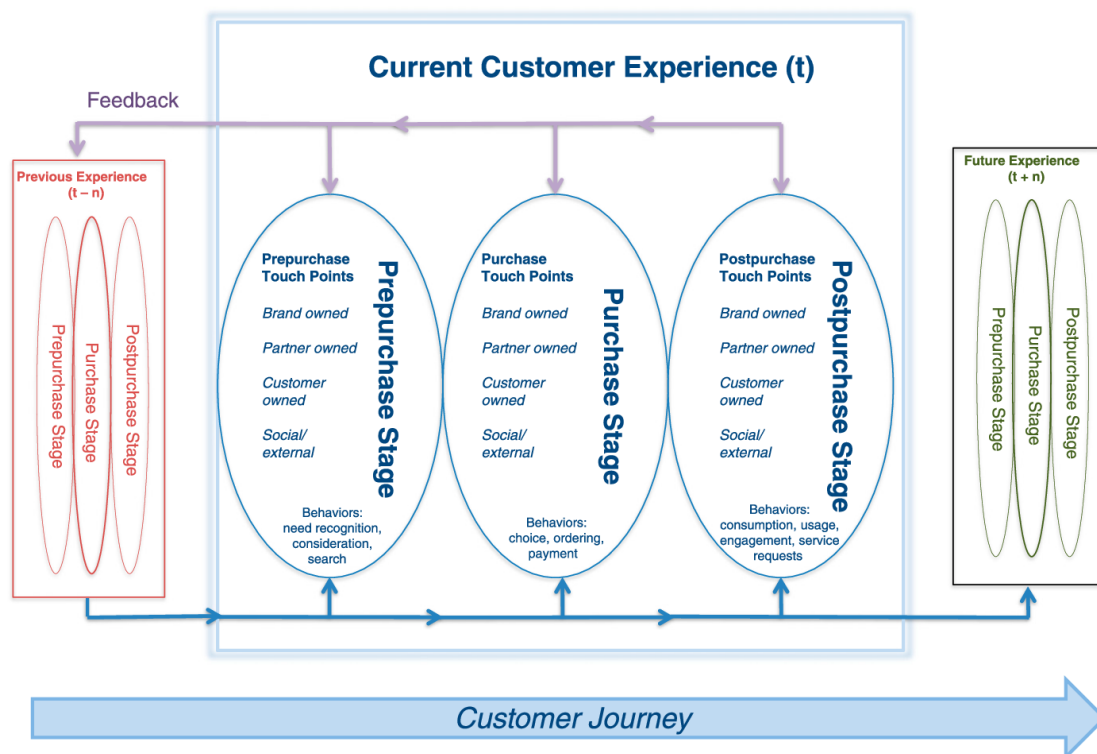 Current Customer Experience (t)
Feedback
Previous Experience
(t – n)
Prepurchase Stage
Purchase Stage
Postpurchase Stage
Prepurchase
Touch Points
Brand owned
Partner owned
Customer
owned
Social/
external
Prepurchase Stage
Behaviors:
need recognition,
consideration,
search
Purchase
Touch Points
Brand owned
Partner owned
Customer
owned
Social/
external
Purchase Stage
Behaviors:
choice, ordering,
payment
Postpurchase
Touch Points
Brand owned
Partner owned
Customer
owned
Social/
external
Postpurchase Stage
Behaviors:
consumption, usage,
engagement, service
requests
Future Experience
(t + n)
Prepurchase Stage
Purchase Stage
Postpurchase Stage
Customer Journey